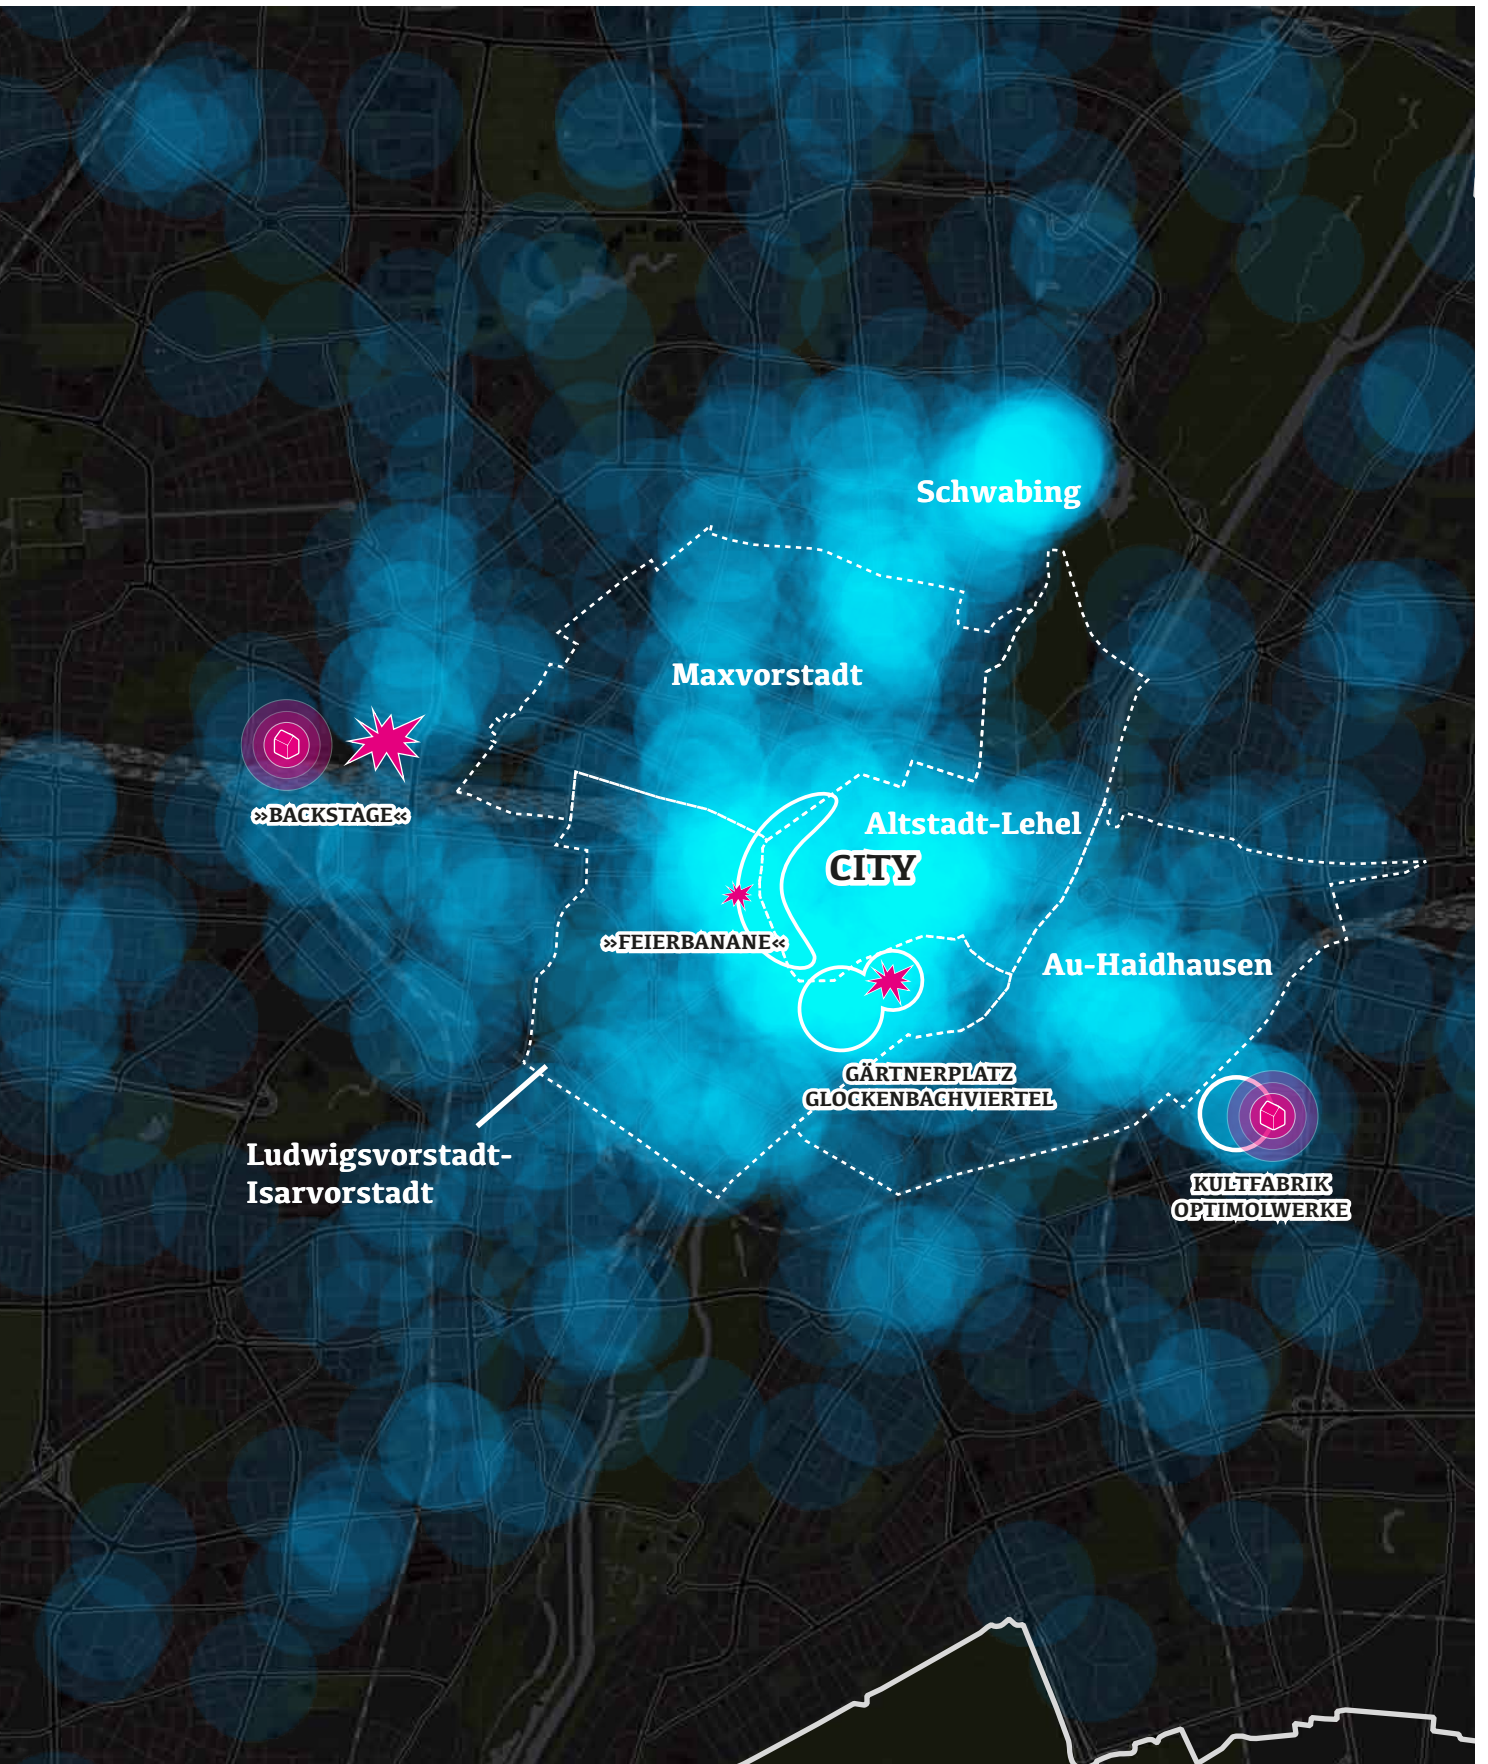 Schwabing
Maxvorstadt
»BACKSTAGE«
Altstadt-Lehel
CITY
»FEIERBANANE«
Au-Haidhausen
GÄRTNERPLATZ
GLOCKENBACHVIERTEL
Ludwigsvorstadt-
Isarvorstadt
KULTFABRIK
OPTIMOLWERKE